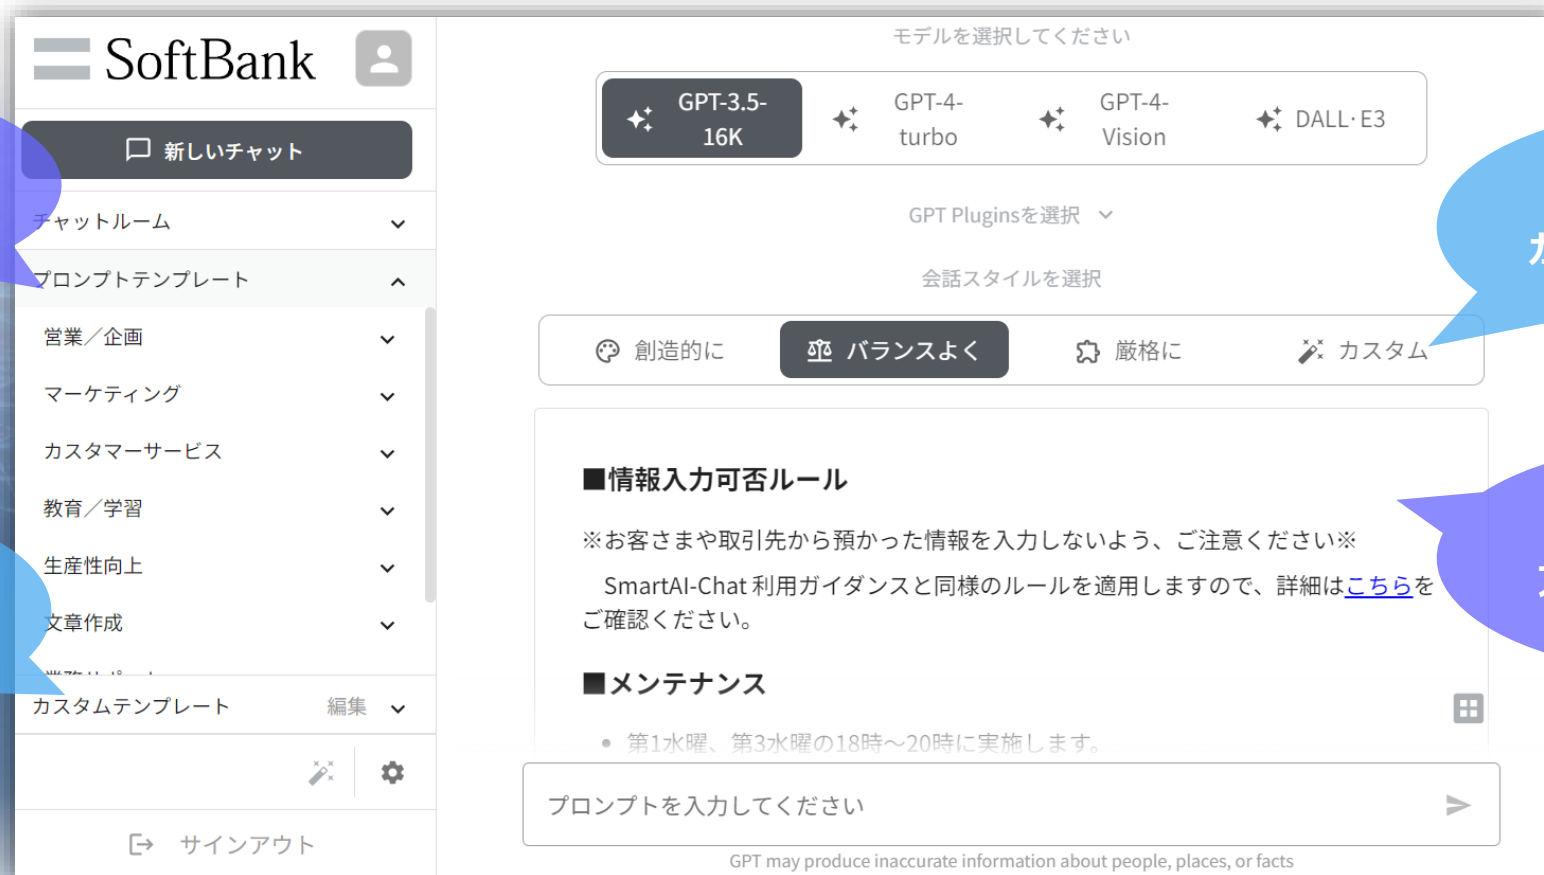 SoftBank
新しいチャット
チャットルーム
プロンプトテンプレート
営業／企画
マーケティング
カスタマーサービス
教育／学習
生産性向上
文章作成
カスタムテンプレート 編集
サインアウト
モデルを選択してください
GPT-3.5-
16K
GPT-4-
turbo
GPT-4-
Vision
DALL·E3
GPT Pluginsを選択
会話スタイルを選択
創造的に バランスよく 厳格に カスタム
■情報入力可否ルール
※お客さまや取引先から預かった情報を入力しないよう、ご注意ください※
SmartAI-Chat 利用ガイダンスと同様のルールを適用しますので、詳細はこちらを
ご確認ください。
■メンテナンス
• 第1水曜、第3水曜の18時～20時に実施します。
プロンプトを入力してください
GPT may produce inaccurate information about people, places, or facts